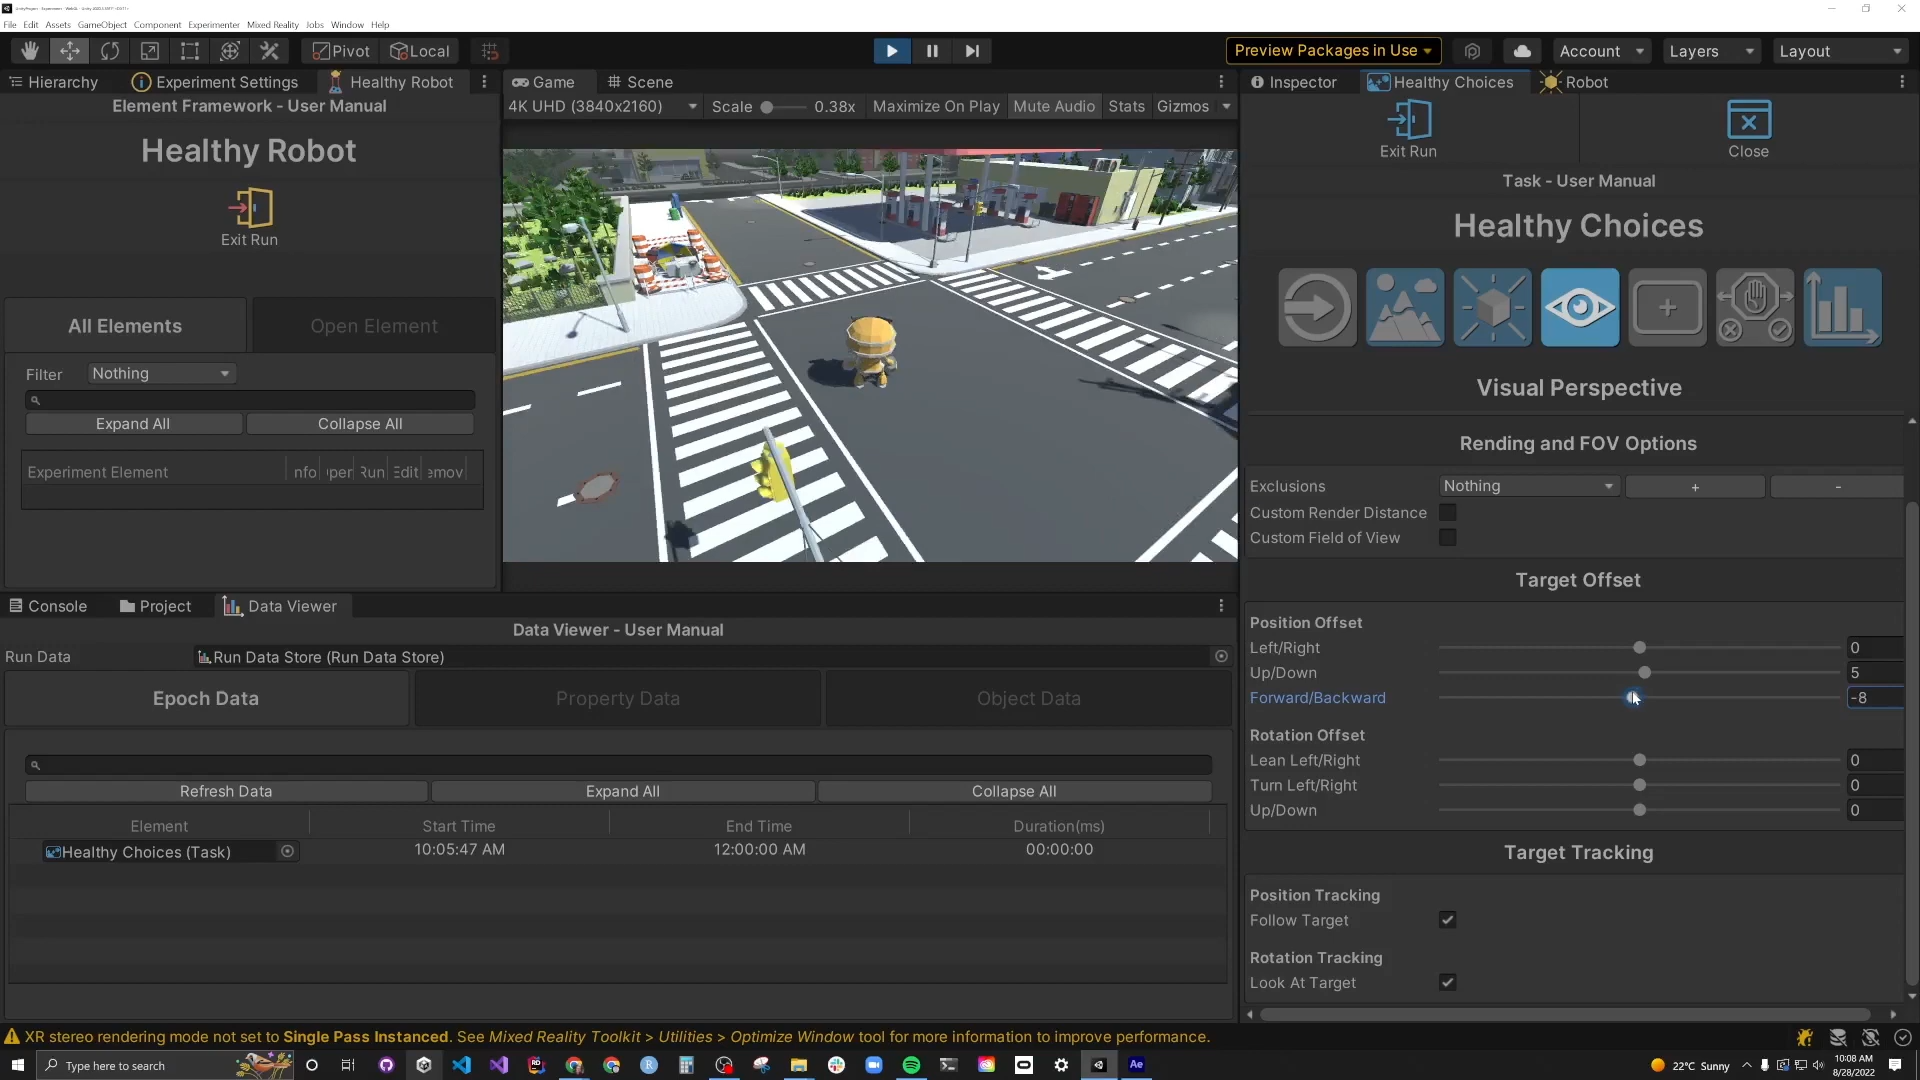 File Edit Assets GameObject Component Experimenter Mixed Reality Jobs Window Help
Pivot Local Preview Packages in Use Account Layers Layout
Hierarchy Experiment Settings Healthy Robot
Element Framework - User Manual
Healthy Robot
Exit Run
All Elements Open Element
Filter Nothing
Expand All Collapse All
Experiment Element nfo per Run Edit emov
Game Scene
4K UHD (3840x2160) Scale 0.38x Maximize On Play Mute Audio Stats Gizmos
Inspector Healthy Choices Robot
Exit Run Close
Task - User Manual
Healthy Choices
Visual Perspective
Rending and FOV Options
Exclusions Nothing + -
Custom Render Distance
Custom Field of View
Target Offset
Position Offset
Left/Right 0
Up/Down 5
Forward/Backward -8
Rotation Offset
Lean Left/Right 0
Turn Left/Right 0
Up/Down 0
Target Tracking
Position Tracking
Follow Target
Rotation Tracking
Look At Target
Console Project Data Viewer
Data Viewer - User Manual
Run Data Run Data Store (Run Data Store)
Epoch Data Property Data Object Data
Refresh Data Expand All Collapse All
Element Start Time End Time Duration(ms)
Healthy Choices (Task) 10:05:47 AM 12:00:00 AM 00:00:00
XR stereo rendering mode not set to Single Pass Instanced. See Mixed Reality Toolkit > Utilities > Optimize Window tool for more information to improve performance.
Type here to search
Ae
22°C Sunny
10:08 AM
8/28/2022